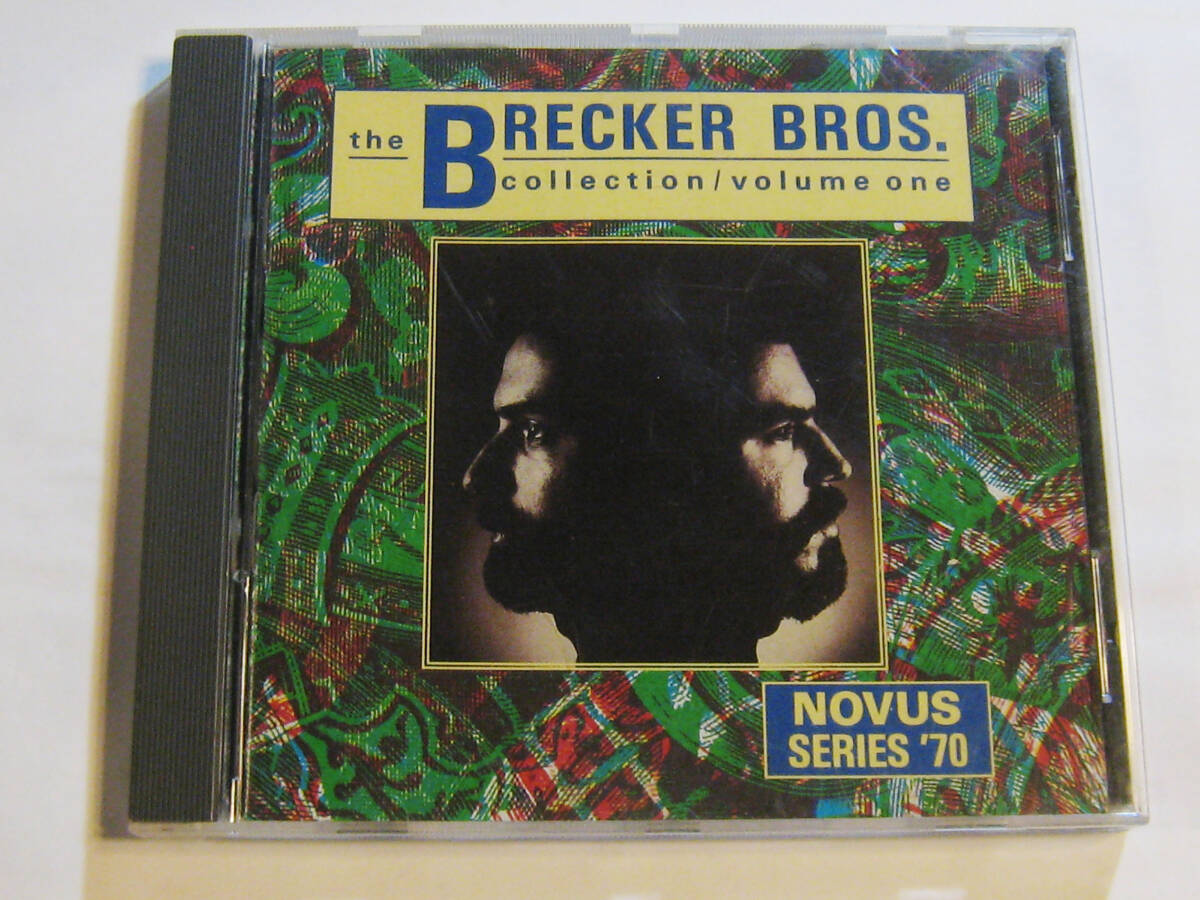 the BRECKER BROS.
collection/volume one
NOVUS
SERIES '70